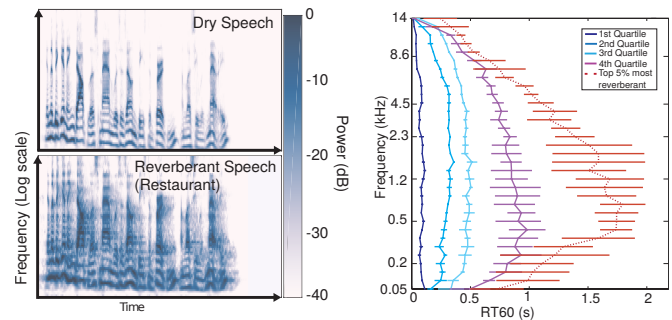 Dry Speech
Reverberant Speech
(Restaurant)
Frequency (Log scale)
Time
0
-10
-20
-30
-40
Power (dB)
14
8.6
4.5
2.3
1.2
0.5
0.2
0.05
Frequency (kHz)
0
0.5
1
1.5
2
RT60 (s)
1st Quartile
2nd Quartile
3rd Quartile
4th Quartile
Top 5% most
reverberant